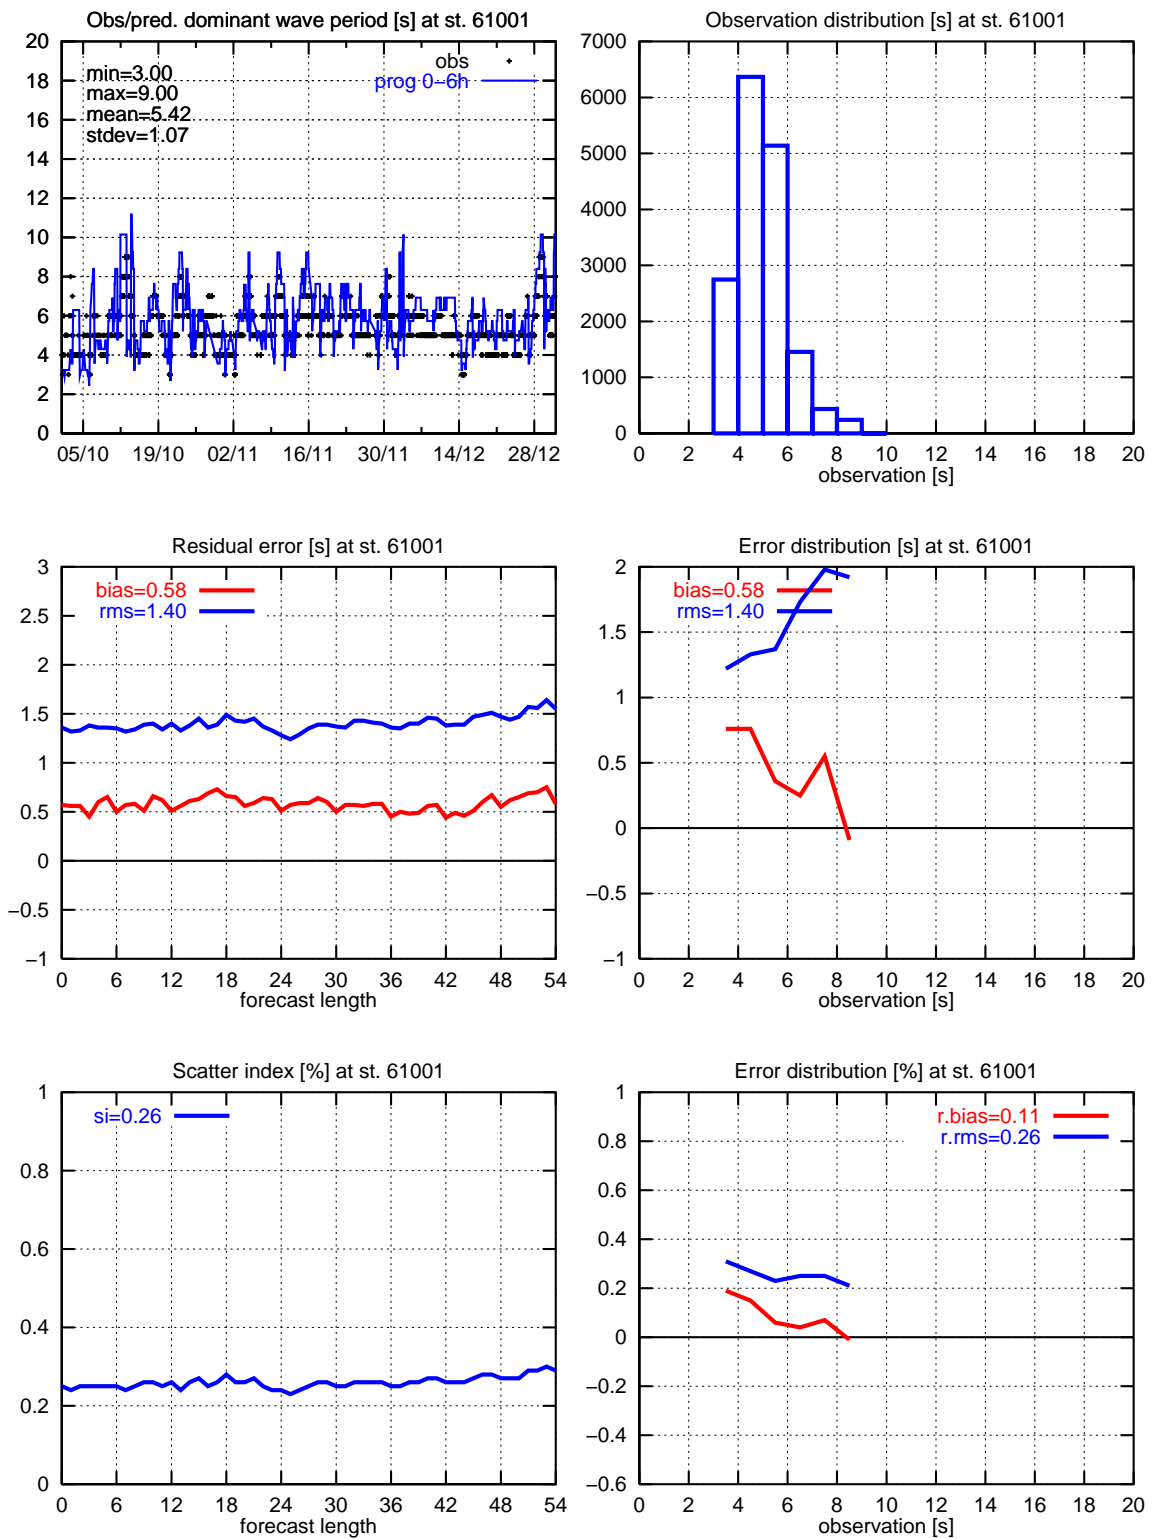 Obs/pred. dominant wave period [s] at st. 61001
20
18
16
14
12
10
8
6
4
2
0
min=3.00
max=9.00
mean=5.42
stdev=1.07
obs
prog 0−6h
05/10 19/10 02/11 16/11 30/11 14/12 28/12
Observation distribution [s] at st. 61001
7000
6000
5000
4000
3000
2000
1000
0
0 2 4 6 8 10 12 14 16 18 20
observation [s]
Residual error [s] at st. 61001
3
2.5
2
1.5
1
0.5
0
−0.5
−1
bias=0.58
rms=1.40
0 6 12 18 24 30 36 42 48 54
forecast length
Error distribution [s] at st. 61001
2
1.5
1
0.5
0
−0.5
−1
bias=0.58
rms=1.40
0 2 4 6 8 10 12 14 16 18 20
observation [s]
Scatter index [%] at st. 61001
1
0.8
0.6
0.4
0.2
0
si=0.26
0 6 12 18 24 30 36 42 48 54
forecast length
Error distribution [%] at st. 61001
1
0.8
0.6
0.4
0.2
0
−0.2
−0.4
−0.6
r.bias=0.11
r.rms=0.26
0 2 4 6 8 10 12 14 16 18 20
observation [s]